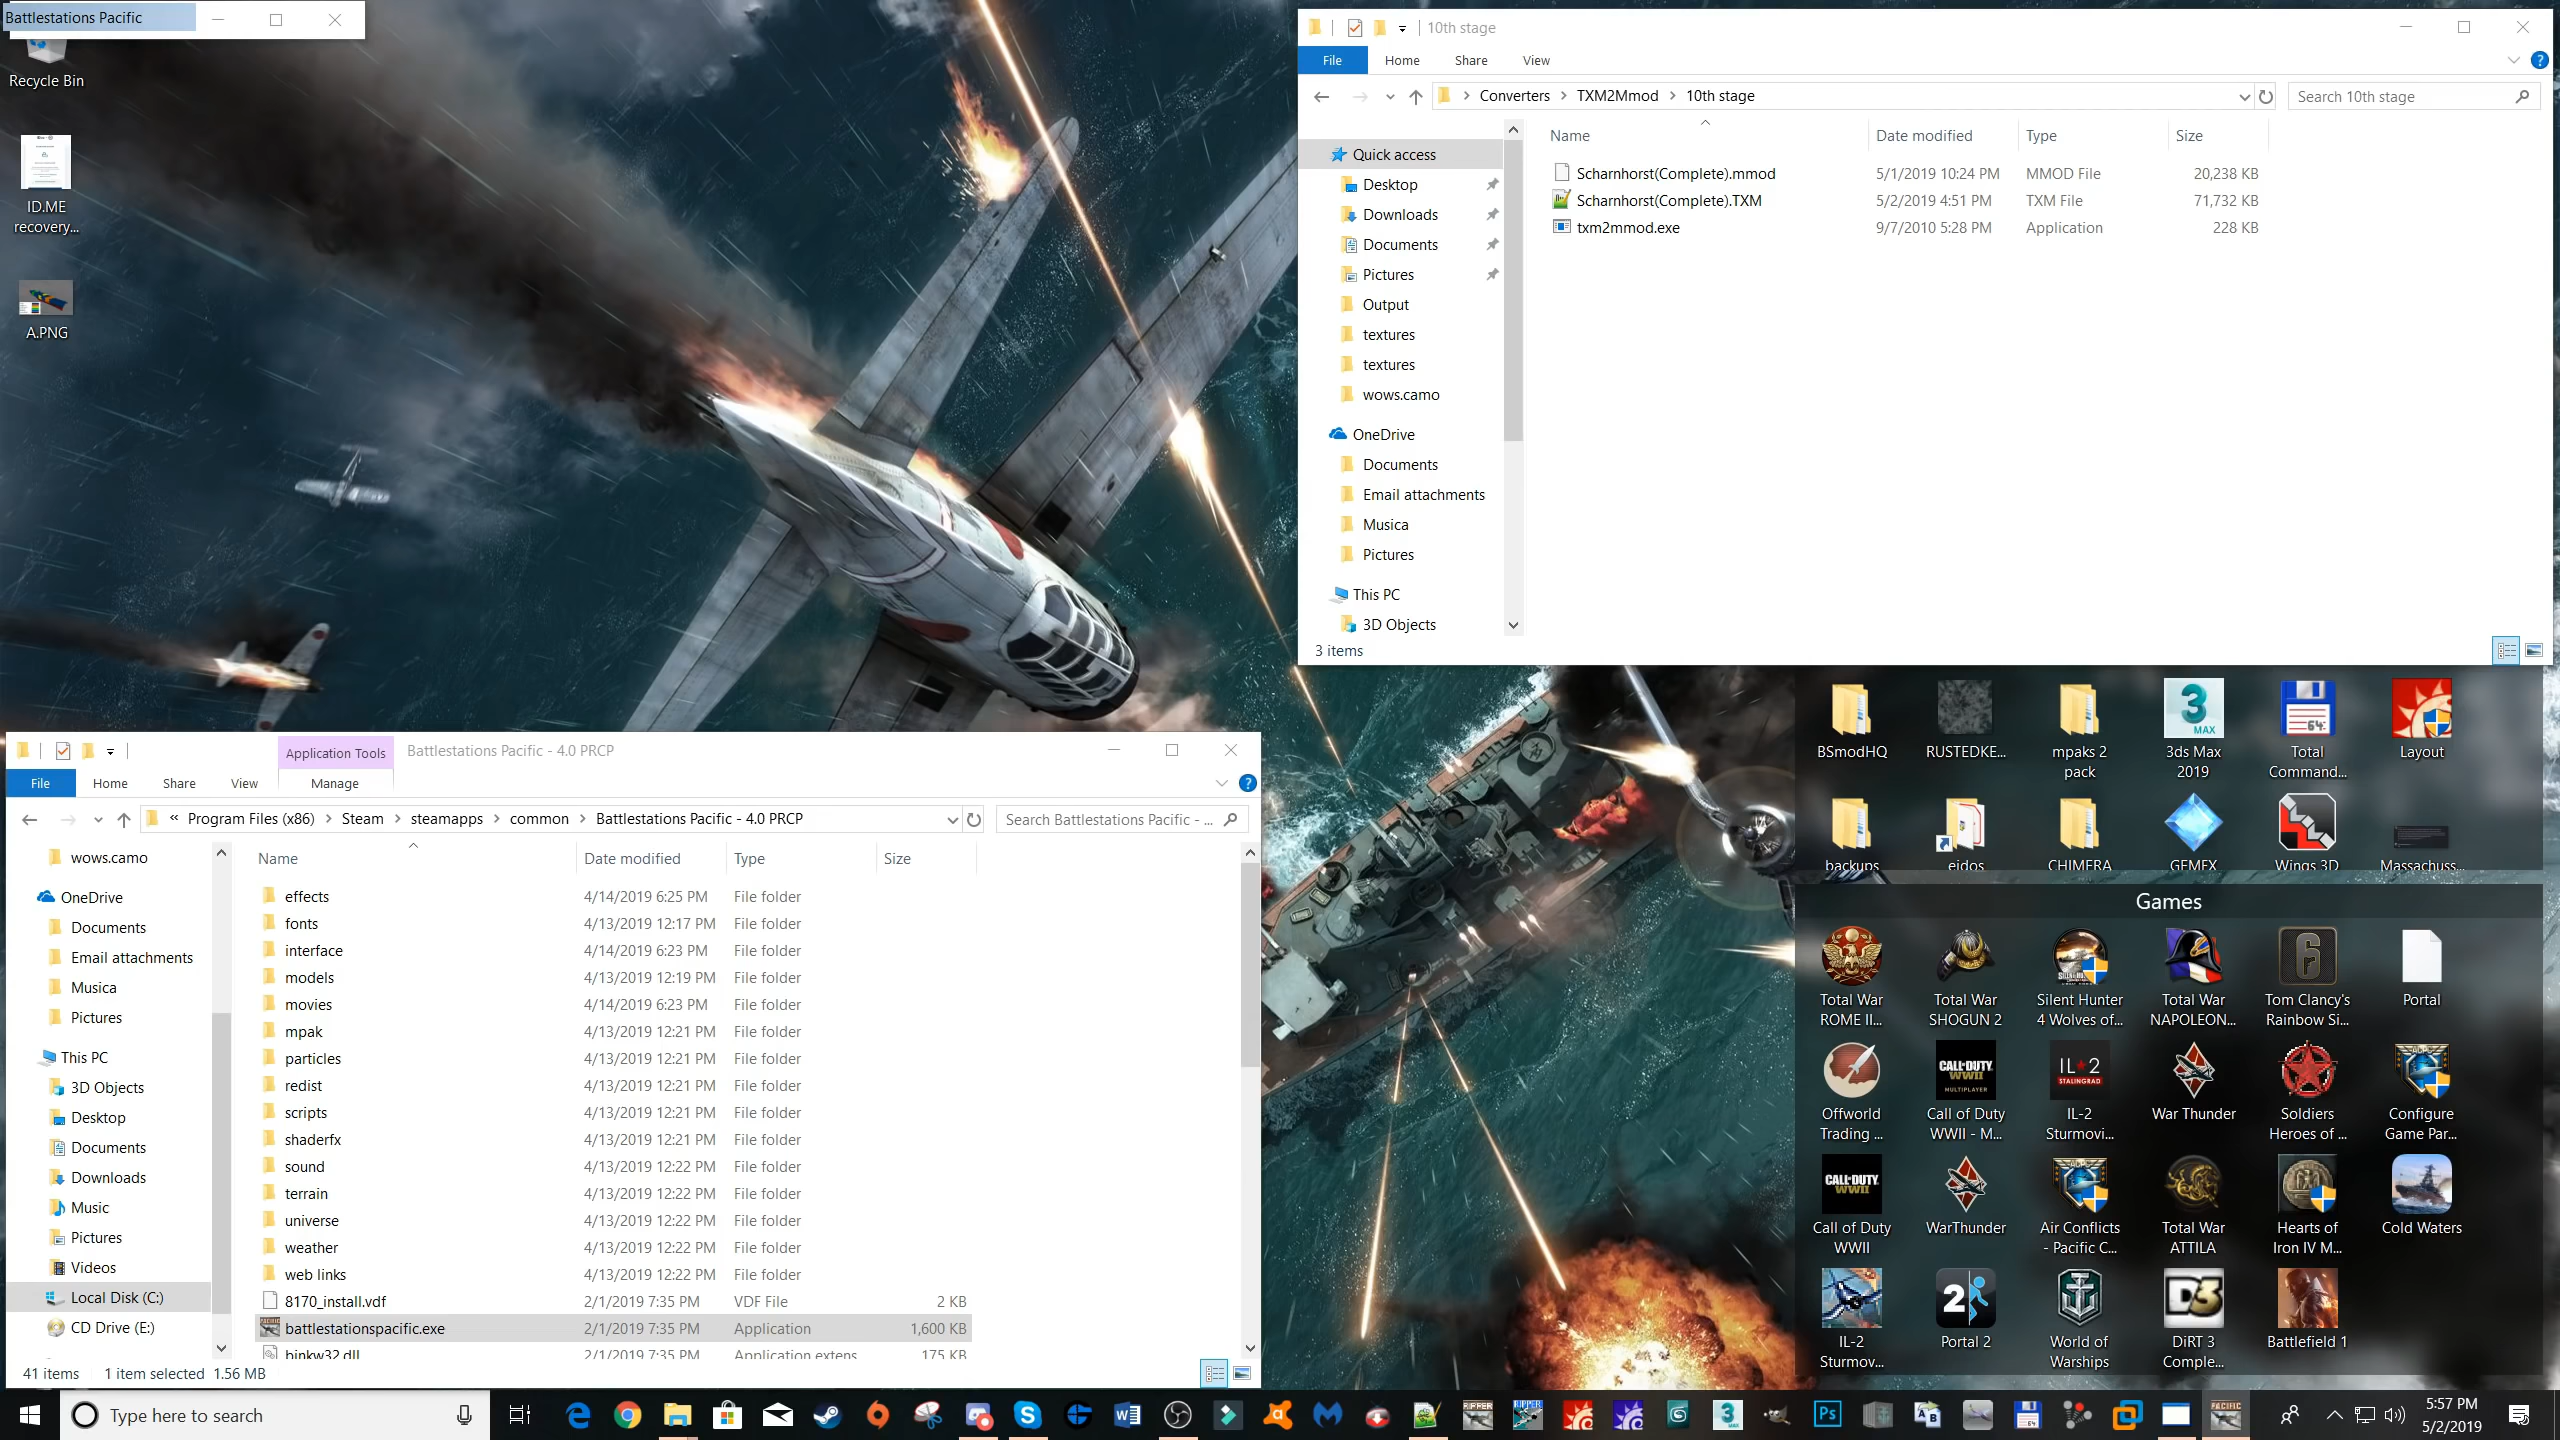 Battlestations Pacific
Recycle Bin
ID.ME
recovery...
A.PNG
10th stage
File Home Share View
Converters TXM2Mmod 10th stage
Search 10th stage
Name Date modified Type Size
Quick access
Desktop
Downloads
Documents
Pictures
Output
textures
textures
wows.camo
OneDrive
Documents
Email attachments
Musica
Pictures
This PC
3D Objects
Scharnhorst(Complete).mmod 5/1/2019 10:24 PM MMOD File 20,238 KB
Scharnhorst(Complete).TXM 5/2/2019 4:51 PM TXM File 71,732 KB
txm2mmod.exe 9/7/2010 5:28 PM Application 228 KB
3 items
Application Tools Battlestations Pacific - 4.0 PRCP
File Home Share View Manage
« Program Files (x86) Steam steamapps common Battlestations Pacific - 4.0 PRCP
Search Battlestations Pacific - ...
wows.camo
OneDrive
Documents
Email attachments
Musica
Pictures
This PC
3D Objects
Desktop
Documents
Downloads
Music
Pictures
Videos
Local Disk (C:)
CD Drive (E:)
Name Date modified Type Size
effects 4/14/2019 6:25 PM File folder
fonts 4/13/2019 12:17 PM File folder
interface 4/14/2019 6:23 PM File folder
models 4/13/2019 12:19 PM File folder
movies 4/14/2019 6:23 PM File folder
mpak 4/13/2019 12:21 PM File folder
particles 4/13/2019 12:21 PM File folder
redist 4/13/2019 12:21 PM File folder
scripts 4/13/2019 12:21 PM File folder
shaderfx 4/13/2019 12:21 PM File folder
sound 4/13/2019 12:22 PM File folder
terrain 4/13/2019 12:22 PM File folder
universe 4/13/2019 12:22 PM File folder
weather 4/13/2019 12:22 PM File folder
web links 4/13/2019 12:22 PM File folder
8170_install.vdf 2/1/2019 7:35 PM VDF File 2 KB
battlestationspacific.exe 2/1/2019 7:35 PM Application 1,600 KB
binkw32.dll 2/1/2019 7:35 PM Application extens 175 KB
41 items 1 item selected 1.56 MB
BSmodHQ RUSTEDKE... mpaks 2 3ds Max Total Layout
pack 2019 Command...
backups eidos CHIMERA GEMFX Wings 3D Massachuss...
Games
Total War Total War Silent Hunter Total War Tom Clancy's Portal
ROME II... SHOGUN 2 4 Wolves of... NAPOLEON... Rainbow Si...
Offworld Call of Duty IL-2 War Thunder Soldiers Configure
Trading ... WWII - M... Sturmovi... Heroes of ... Game Par...
Call of Duty WarThunder Air Conflicts Total War Hearts of Cold Waters
WWII - Pacific C... ATTILA Iron IV M...
IL-2 Portal 2 World of DiRT 3 Battlefield 1
Sturmov... Warships Comple...
Type here to search
5:57 PM
5/2/2019